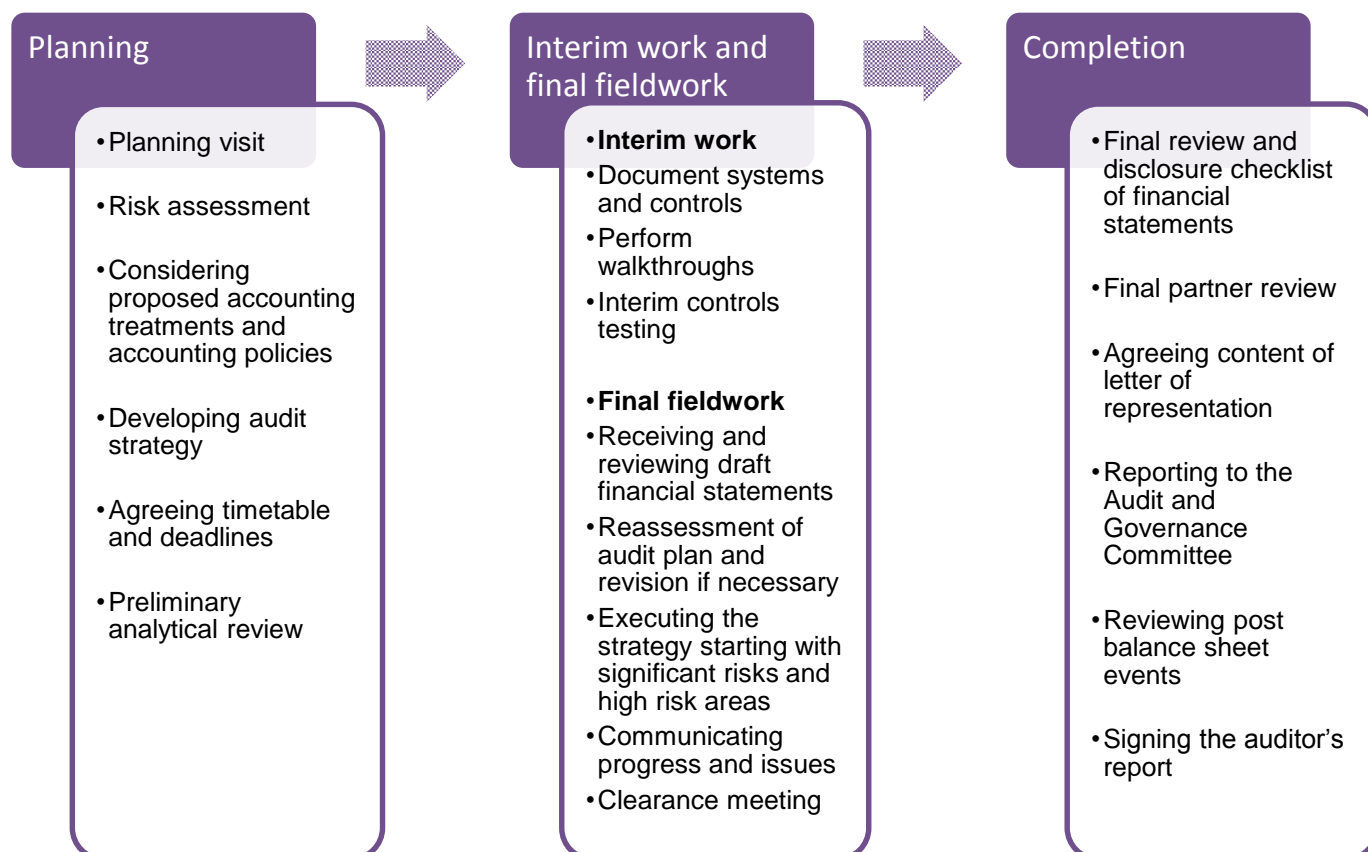 Planning
•Planning visit
•Risk assessment
•Considering
proposed accounting
treatments and
accounting policies
•Developing audit
strategy
•Agreeing timetable
and deadlines
•Preliminary
analytical review
Interim work and
final fieldwork
•Interim work
•Document systems
and controls
•Perform
walkthroughs
•Interim controls
testing
•Final fieldwork
•Receiving and
reviewing draft
financial statements
•Reassessment of
audit plan and
revision if necessary
•Executing the
strategy starting with
significant risks and
high risk areas
•Communicating
progress and issues
•Clearance meeting
Completion
•Final review and
disclosure checklist
of financial
statements
•Final partner review
•Agreeing content of
letter of
representation
•Reporting to the
Audit and
Governance
Committee
•Reviewing post
balance sheet
events
•Signing the auditor’s
report